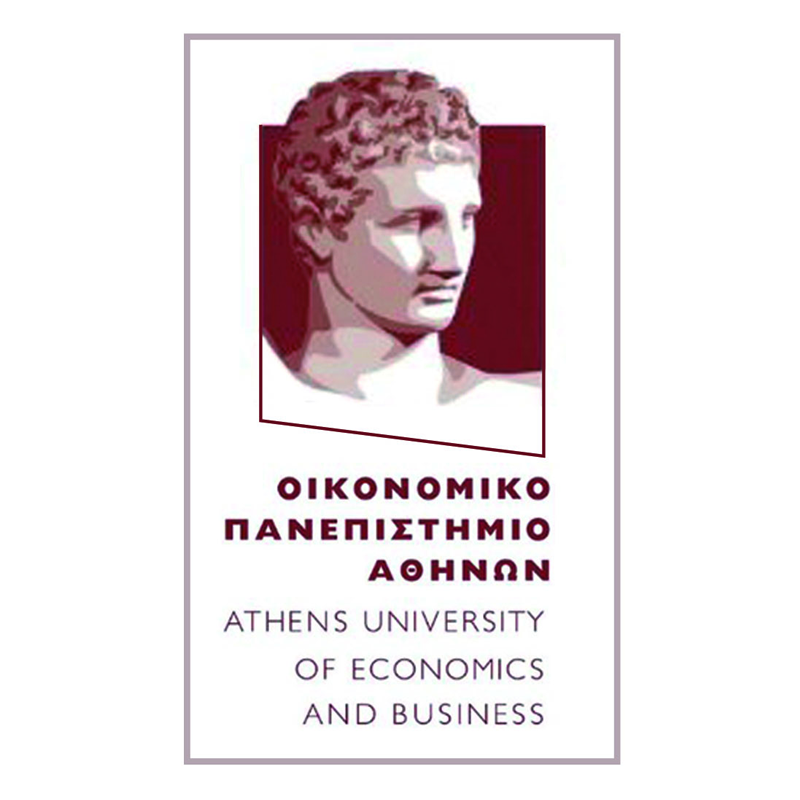 ΟΙΚΟΝΟΜΙΚΟ
ΠΑΝΕΠΙΣΤΗΜΙΟ
ΑΘΗΝΩΝ
ATHENS UNIVERSITY
OF ECONOMICS
AND BUSINESS